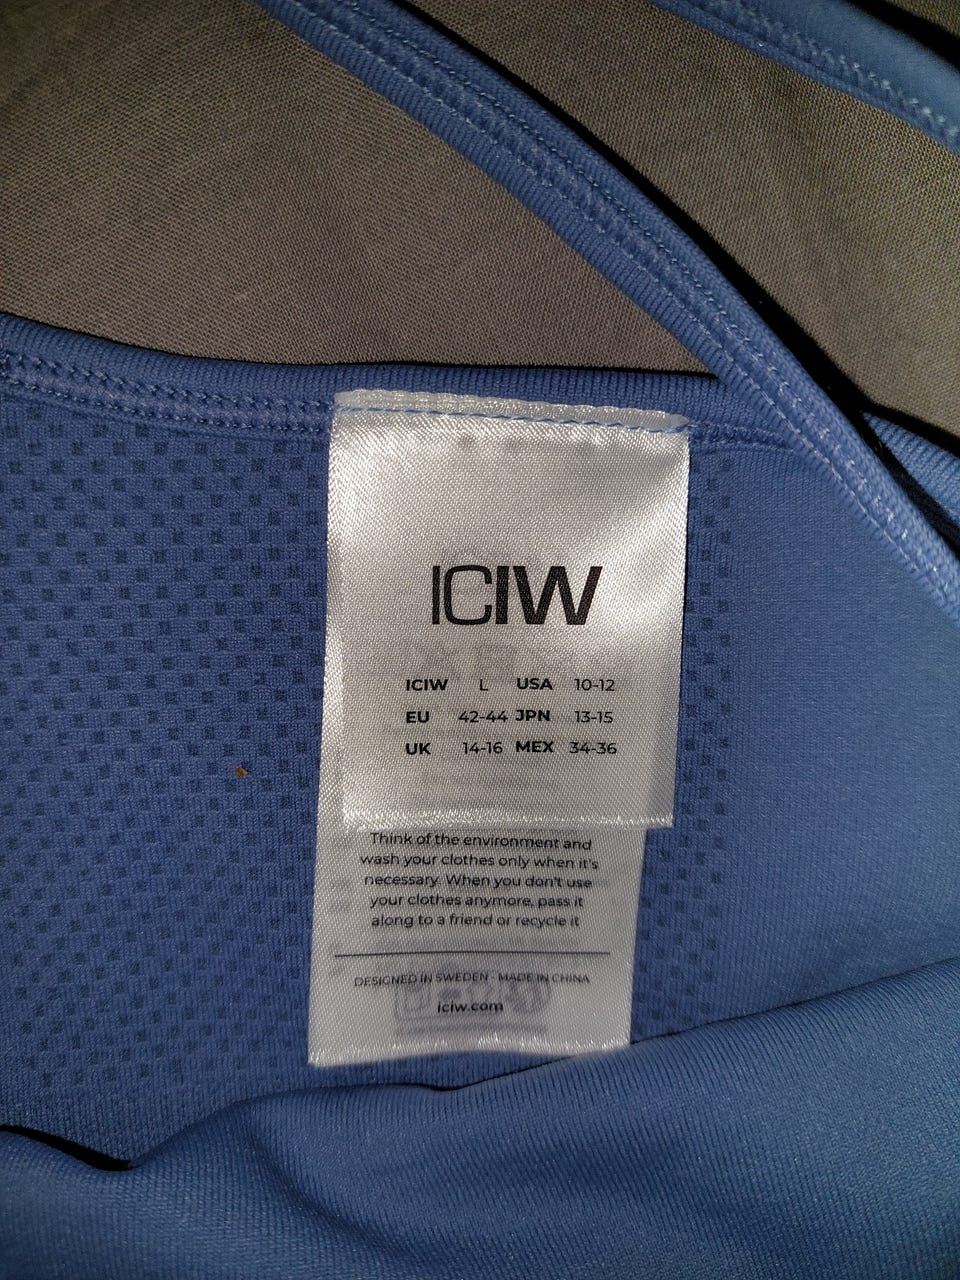 ICIW
ICIW L USA 10-12
EU 42-44 JPN 13-15
UK 14-16 MEX 34-36
Think of the environment and
wash your clothes only when it's
necessary. When you don't use
your clothes anymore, pass it
along to a friend or recycle it
DESIGNED IN SWEDEN - MADE IN CHINA
iciw.com